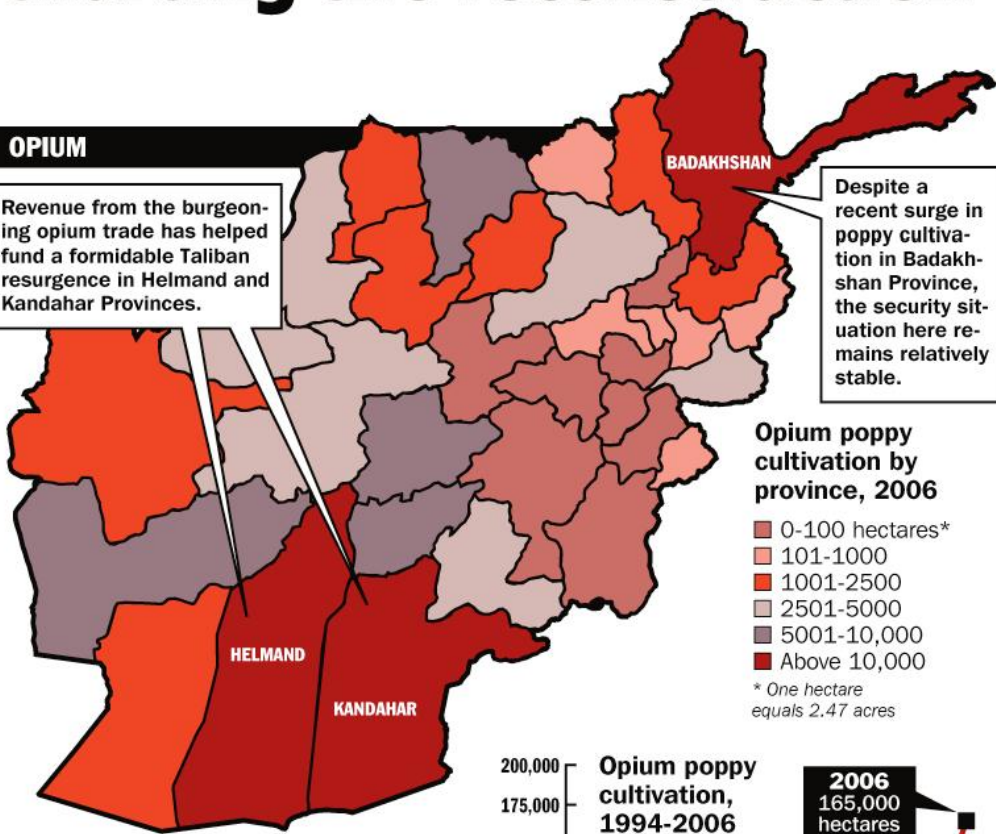 OPIUM
Revenue from the burgeon-
ing opium trade has helped
fund a formidable Taliban
resurgence in Helmand and
Kandahar Provinces.
BADAKHSHAN
Despite a
recent surge in
poppy cultiva-
tion in Badakh-
shan Province,
the security sit-
uation here re-
mains relatively
stable.
HELMAND
KANDAHAR
Opium poppy
cultivation by
province, 2006
0-100 hectares*
101-1000
1001-2500
2501-5000
5001-10,000
Above 10,000
* One hectare
equals 2.47 acres
200,000
175,000
Opium poppy
cultivation,
1994-2006
2006
165,000
hectares